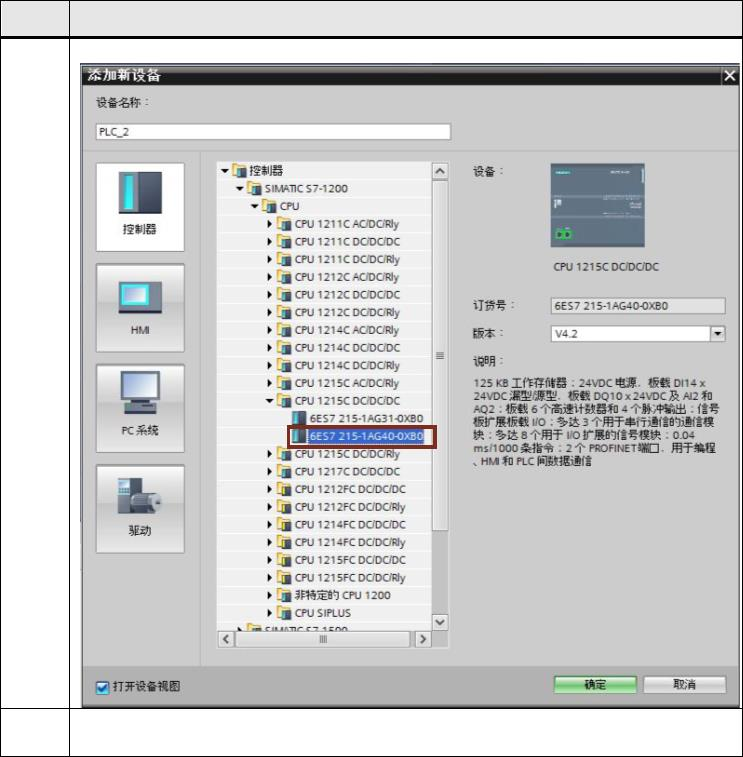 添加新设备
设备名称：
PLC_2
控制器
HMI
PC 系统
驱动
控制器
SIMATIC S7-1200
CPU
CPU 1211C AC/DC/Rly
CPU 1211C DC/DC/DC
CPU 1211C DC/DC/Rly
CPU 1212C AC/DC/Rly
CPU 1212C DC/DC/DC
CPU 1212C DC/DC/Rly
CPU 1214C AC/DC/Rly
CPU 1214C DC/DC/DC
CPU 1214C DC/DC/Rly
CPU 1215C AC/DC/Rly
CPU 1215C DC/DC/DC
6ES7 215-1AG31-0XB0
6ES7 215-1AG40-0XB0
CPU 1215C DC/DC/Rly
CPU 1217C DC/DC/DC
CPU 1212FC DC/DC/DC
CPU 1212FC DC/DC/Rly
CPU 1214FC DC/DC/DC
CPU 1214FC DC/DC/Rly
CPU 1215FC DC/DC/DC
CPU 1215FC DC/DC/Rly
非特定的 CPU 1200
CPU SIPLUS
SIMATIC S7-1500
设备：
CPU 1215C DC/DC/DC
订货号：
6ES7 215-1AG40-0XB0
版本：
V4.2
说明：
125 KB 工作存储器；24VDC 电源，板载 DI14 x
24VDC 漏型/源型，板载 DQ10 x 24VDC 及 AI2 和
AQ2；板载 6 个高速计数器和 4 个脉冲输出；信号
板扩展板载 I/O；多达 3 个用于串行通信的通信模
块；多达 8 个用于 I/O 扩展的信号模块；0.04
ms/1000 条指令；2 个 PROFINET端口，用于编程
、HMI 和 PLC 间数据通信
打开设备视图
确定
取消